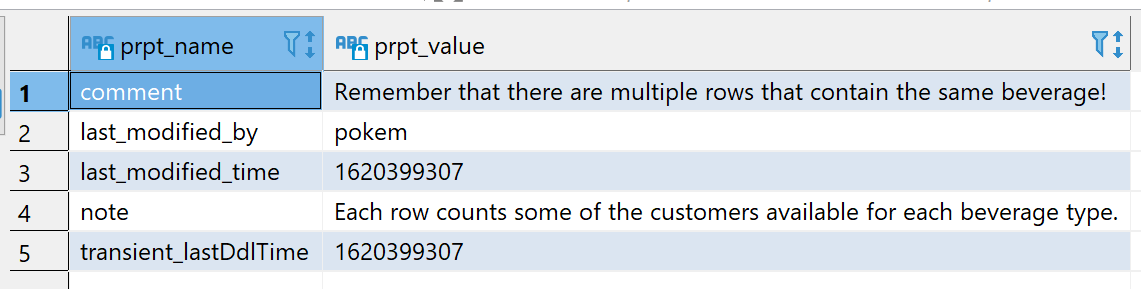 ABC prpt_name ABC prpt_value
1 comment Remember that there are multiple rows that contain the same beverage!
2 last_modified_by pokem
3 last_modified_time 1620399307
4 note Each row counts some of the customers available for each beverage type.
5 transient_lastDdlTime 1620399307